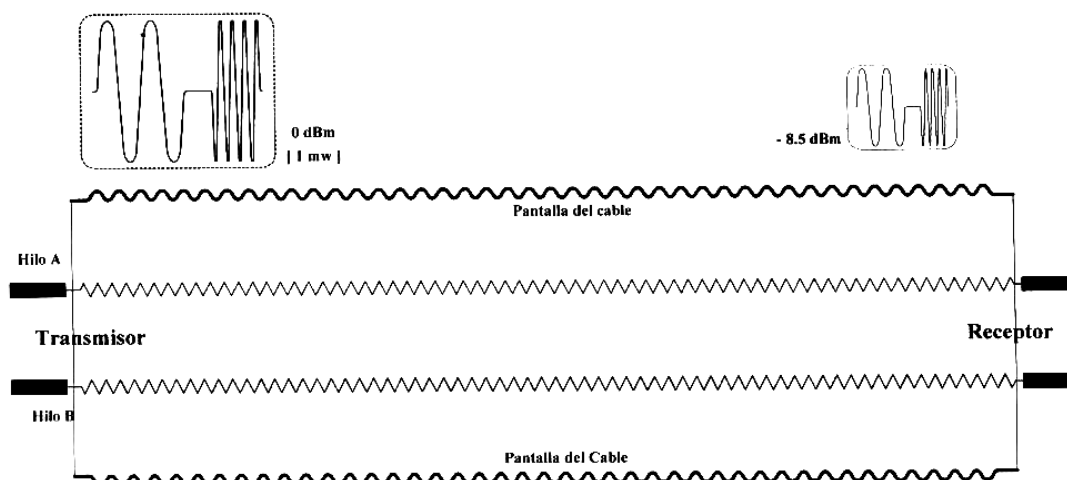 0 dBm
| 1 mw |
- 8.5 dBm
Pantalla del cable
Hilo A
Transmisor
Receptor
Hilo B
Pantalla del Cable